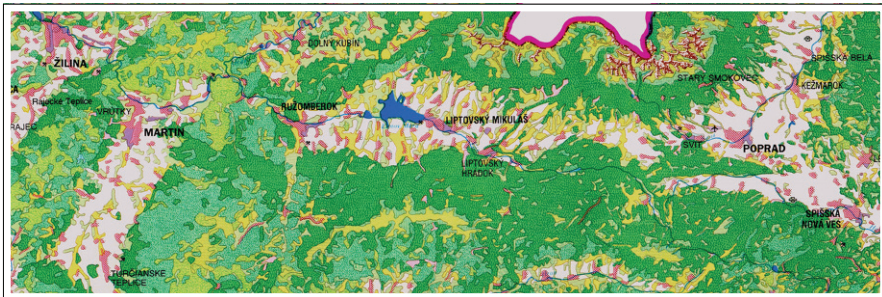 DOLNÝ KUBÍN
ŽILINA
SPIŠSKÁ BELÁ
STARÝ SMOKOVEC
KEŽMAROK
Rajecké Teplice
VRÚTKY
RUŽOMBEROK
LIPTOVSKÝ MIKULÁŠ
RAJEC
MARTIN
SVIT
POPRAD
LIPTOVSKÝ
HRÁDOK
SPIŠSKÁ
NOVÁ VES
TURČIANSKE
TEPLICE